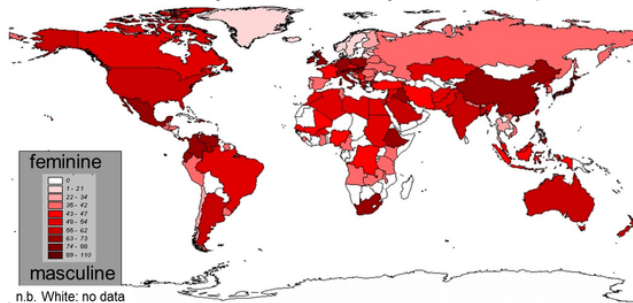 feminine
0
1 - 21
22 - 34
35 - 42
43 - 47
48 - 54
55 - 62
63 - 73
74 - 88
89 - 110
masculine
n.b. White: no data